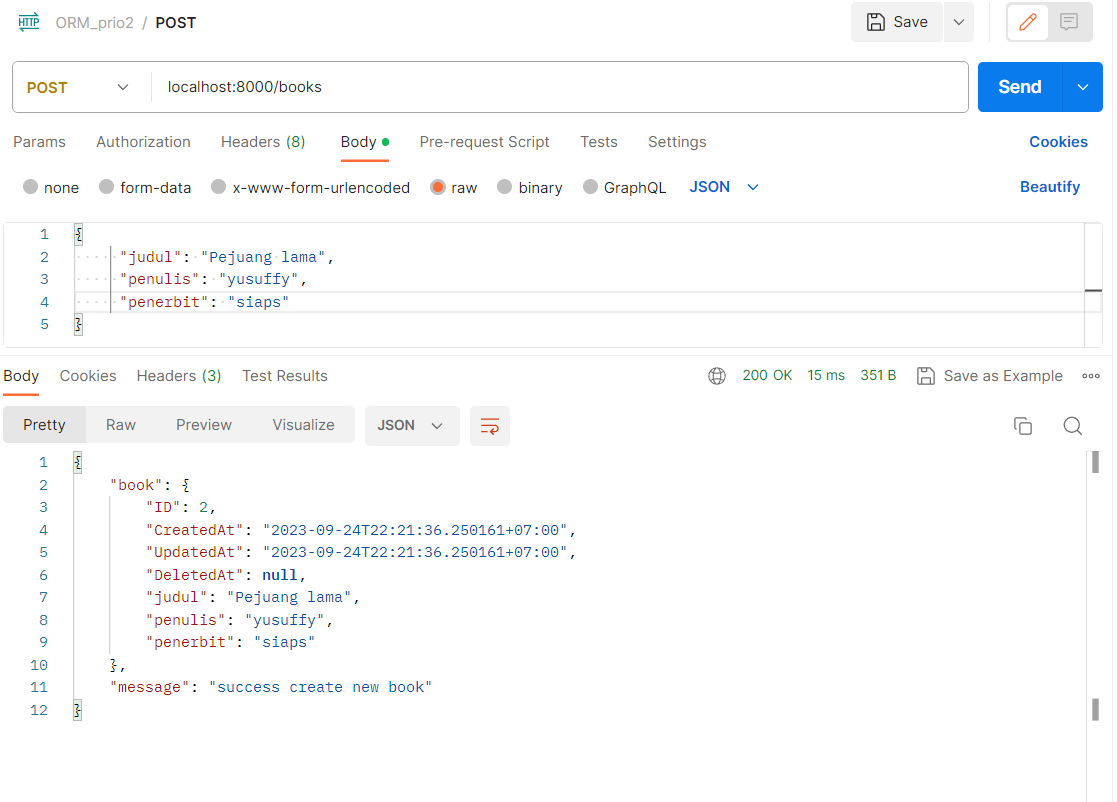 HTTP ORM_prio2 / POST Save
POST localhost:8000/books Send
Params Authorization Headers (8) Body Pre-request Script Tests Settings Cookies
none form-data x-www-form-urlencoded raw binary GraphQL JSON Beautify
1 {
2 "judul": "Pejuang lama",
3 "penulis": "yusuffy",
4 "penerbit": "siaps"
5 }
Body Cookies Headers (3) Test Results 200 OK 15 ms 351 B Save as Example
Pretty Raw Preview Visualize JSON
1 {
2 "book": {
3 "ID": 2,
4 "CreatedAt": "2023-09-24T22:21:36.250161+07:00",
5 "UpdatedAt": "2023-09-24T22:21:36.250161+07:00",
6 "DeletedAt": null,
7 "judul": "Pejuang lama",
8 "penulis": "yusuffy",
9 "penerbit": "siaps"
10 },
11 "message": "success create new book"
12 }